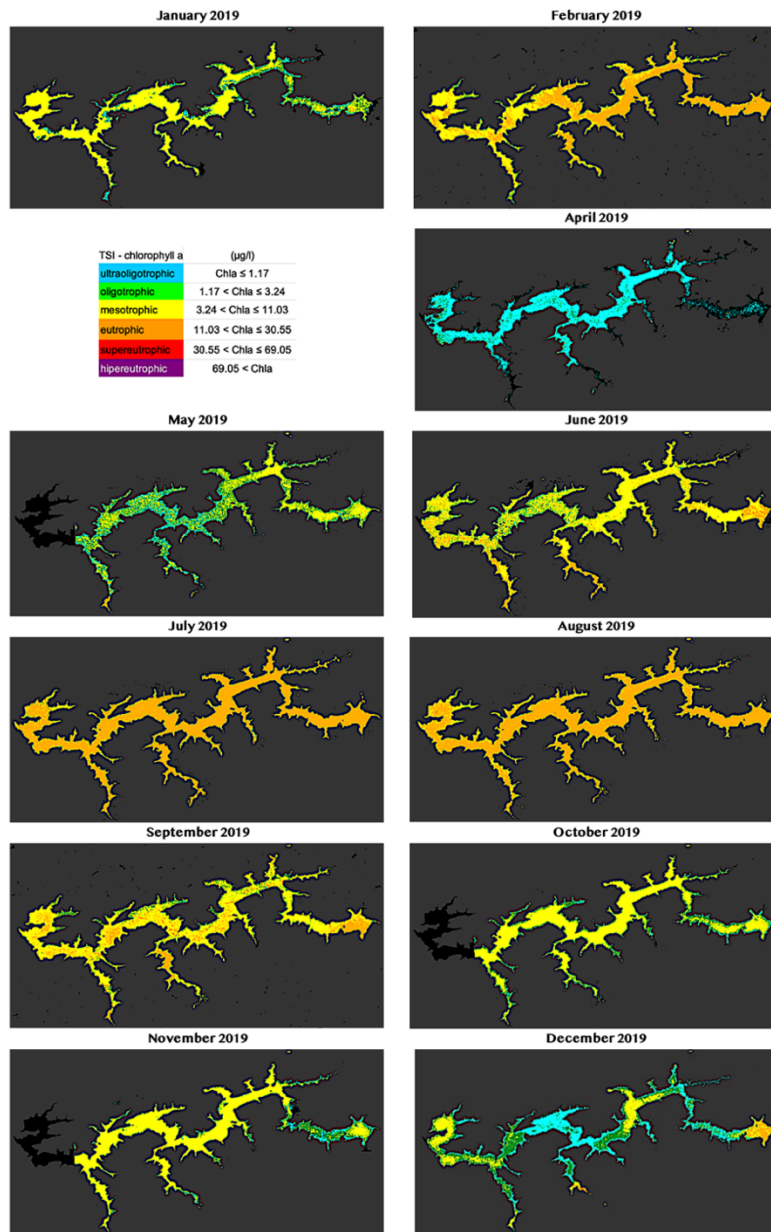 January 2019
February 2019
TSI - chlorophyll a (µg/l)
ultraoligotrophic Chla ≤ 1.17
oligotrophic 1.17 < Chla ≤ 3.24
mesotrophic 3.24 < Chla ≤ 11.03
eutrophic 11.03 < Chla ≤ 30.55
supereutrophic 30.55 < Chla ≤ 69.05
hipereutrophic 69.05 < Chla
April 2019
May 2019
June 2019
July 2019
August 2019
September 2019
October 2019
November 2019
December 2019